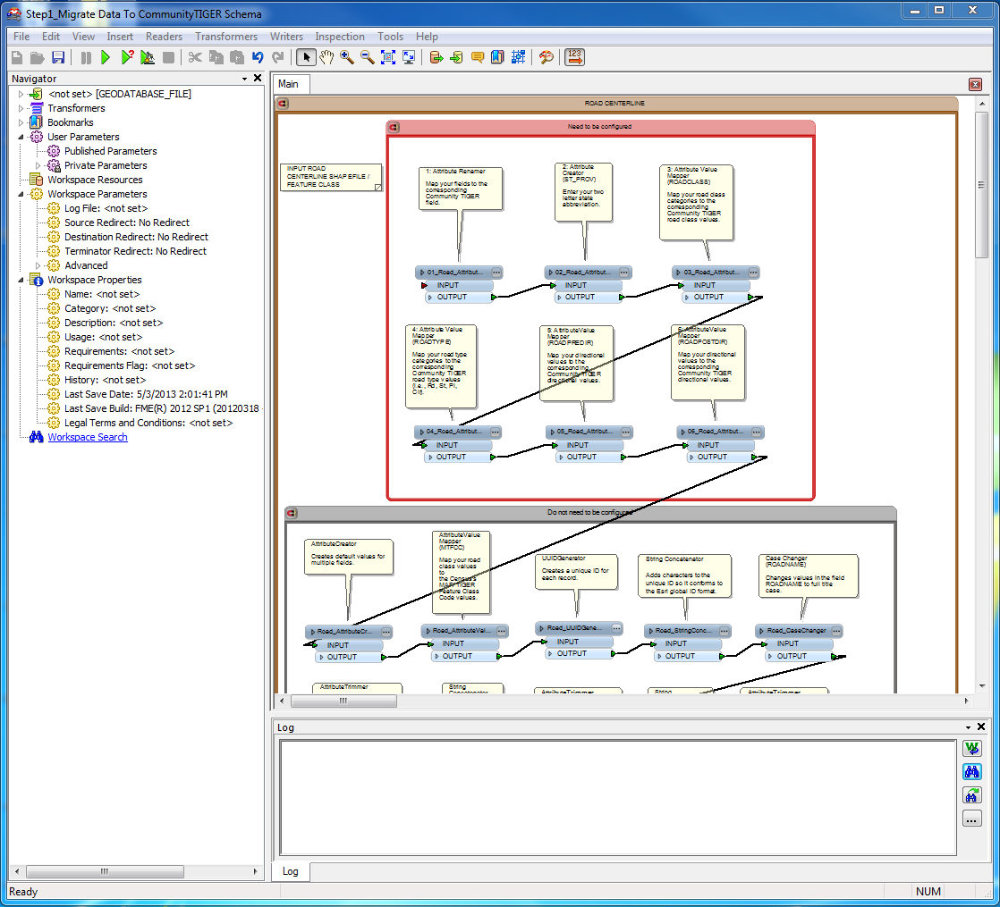 Step1_Migrate Data To CommunityTIGER Schema
File Edit View Insert Readers Transformers Writers Inspection Tools Help
123
Navigator
<not set> [GEODATABASE_FILE]
Transformers
Bookmarks
User Parameters
Published Parameters
Private Parameters
Workspace Resources
Workspace Parameters
Log File: <not set>
Source Redirect: No Redirect
Destination Redirect: No Redirect
Terminator Redirect: No Redirect
Advanced
Workspace Properties
Name: <not set>
Category: <not set>
Description: <not set>
Usage: <not set>
Requirements: <not set>
Requirements Flag: <not set>
History: <not set>
Last Save Date: 5/3/2013 2:01:41 PM
Last Save Build: FME(R) 2012 SP1 (20120318
Legal Terms and Conditions: <not set>
Workspace Search
Main
ROAD CENTERLINE
Need to be configured
INPUT ROAD
CENTERLINE SHAPEFILE /
FEATURE CLASS
1: Attribute Renamer
Map your fields to the
corresponding
Community TIGER
field.
2: Attribute
Creator
(ST_PROV)
Enter your two
letter state
abbreviation.
3: Attribute Value
Mapper
(ROADCLASS)
Map your road class
categories to the
corresponding
Community TIGER
road class values.
01_Road_Attribut...
INPUT
OUTPUT
02_Road_Attribut...
INPUT
OUTPUT
03_Road_Attribut...
INPUT
OUTPUT
4: Attribute Value
Mapper
(ROADTYPE)
Map your road type
categories to the
corresponding
Community TIGER
road type values
(i.e., Rd, St, Pl,
Cir).
5: AttributeValue
Mapper
(ROADPREDIR)
Map your directional
values to the
corresponding
Community TIGER
directional values.
6: AttributeValue
Mapper
(ROADPOSTDIR)
Map your directional
values to the
corresponding
Community TIGER
directional values.
04_Road_Attribut...
INPUT
OUTPUT
05_Road_Attribut...
INPUT
OUTPUT
06_Road_Attribut...
INPUT
OUTPUT
Do not need to be configured
AttributeCreator
Creates default values for
multiple fields.
AttributeValue
Mapper
(MTFCC)
Map your road
class values
to
the Census's
MAF/TIGER
Feature Class
Code values.
UUIDGenerator
Creates a unique ID for
each record.
String Concatenator
Adds characters to the
unique ID so it conforms to
the Esri global ID format.
Case Changer
(ROADNAME)
Changes values in the field
ROADNAME to full title
case.
Road_AttributeCr...
INPUT
OUTPUT
Road_AttributeVal...
INPUT
OUTPUT
Road_UUIDGene...
INPUT
OUTPUT
Road_StringConc...
INPUT
OUTPUT
Road_CaseChanger
INPUT
OUTPUT
AttributeTrimmer
String
Concatenator
AttributeTrimmer
String
AttributeTrimmer
Log
Log
Ready
NUM